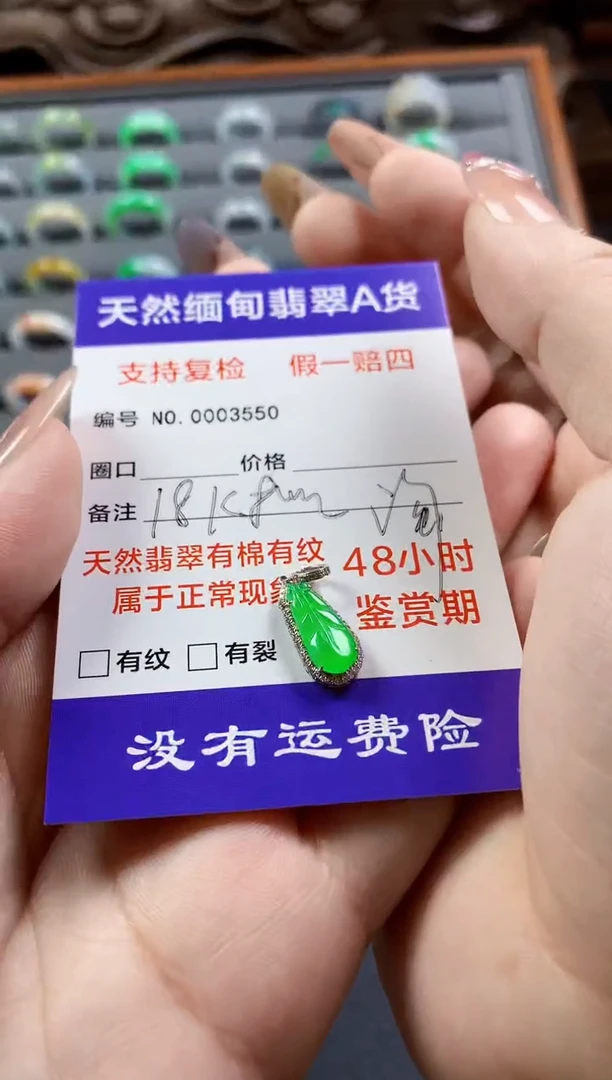 天然缅甸翡翠A货
支持复检 假一赔四
编号 NO. 0003550
圈口 价格
备注 18K
天然翡翠有棉有纹
属于正常现象
48小时
鉴赏期
有纹 有裂
没有运费险